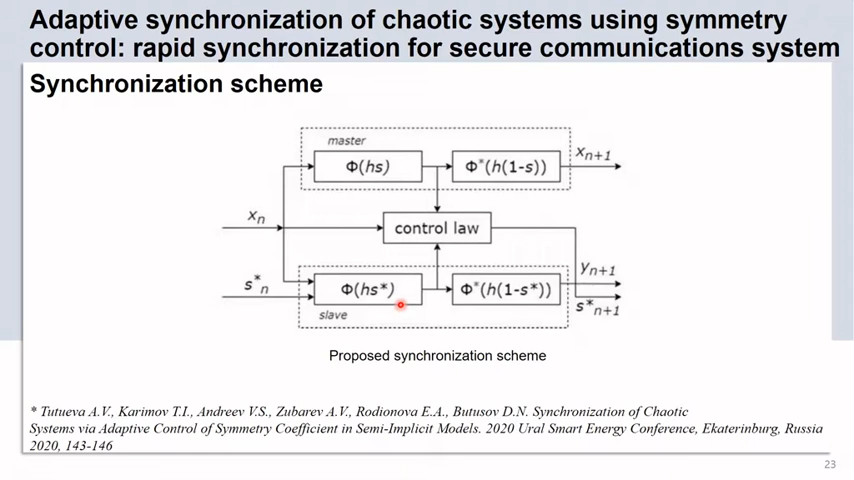 Adaptive synchronization of chaotic systems using symmetry
control: rapid synchronization for secure communications system
Synchronization scheme
master
Φ(hs)
Φ*(h(1-s))
xn+1
xn
control law
s*n
Φ(hs*)
Φ*(h(1-s*))
yn+1
s*n+1
slave
Proposed synchronization scheme
* Tutueva A.V., Karimov T.I., Andreev V.S., Zubarev A.V., Rodionova E.A., Butusov D.N. Synchronization of Chaotic
Systems via Adaptive Control of Symmetry Coefficient in Semi-Implicit Models. 2020 Ural Smart Energy Conference, Ekaterinburg, Russia
2020, 143-146
23